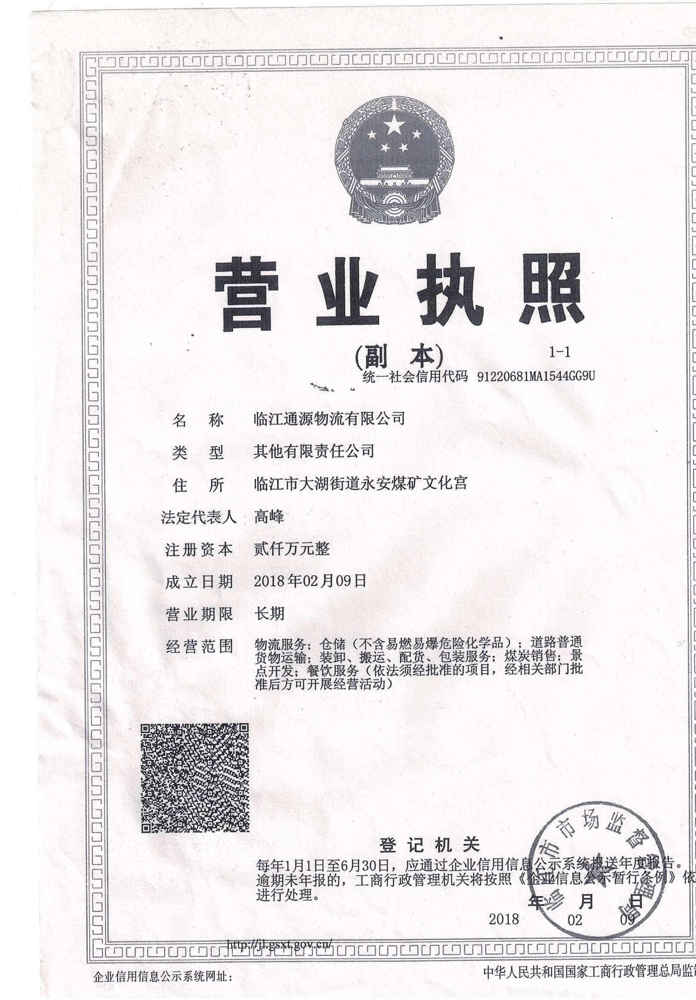 营业执照
(副 本) 1-1
统一社会信用代码 91220681MA1544GG9U
名 称 临江通源物流有限公司
类 型 其他有限责任公司
住 所 临江市大湖街道永安煤矿文化宫
法定代表人 高峰
注册资本 贰仟万元整
成立日期 2018年02月09日
营业期限 长期
经营范围 物流服务；仓储（不含易燃易爆危险化学品）；道路普通
货物运输；装卸、搬运、配货、包装服务；煤炭销售；景
点开发；餐饮服务（依法须经批准的项目，经相关部门批
准后方可开展经营活动）
登记机关
每年1月1日至6月30日，应通过企业信用信息公示系统报送年度报告。
逾期未年报的，工商行政管理机关将按照《企业信息公示暂行条例》依
进行处理。
临江市市场监督管理局
年 月 日
2018 02 09
http://jl.gsxt.gov.cn/
企业信用信息公示系统网址：
中华人民共和国国家工商行政管理总局监制